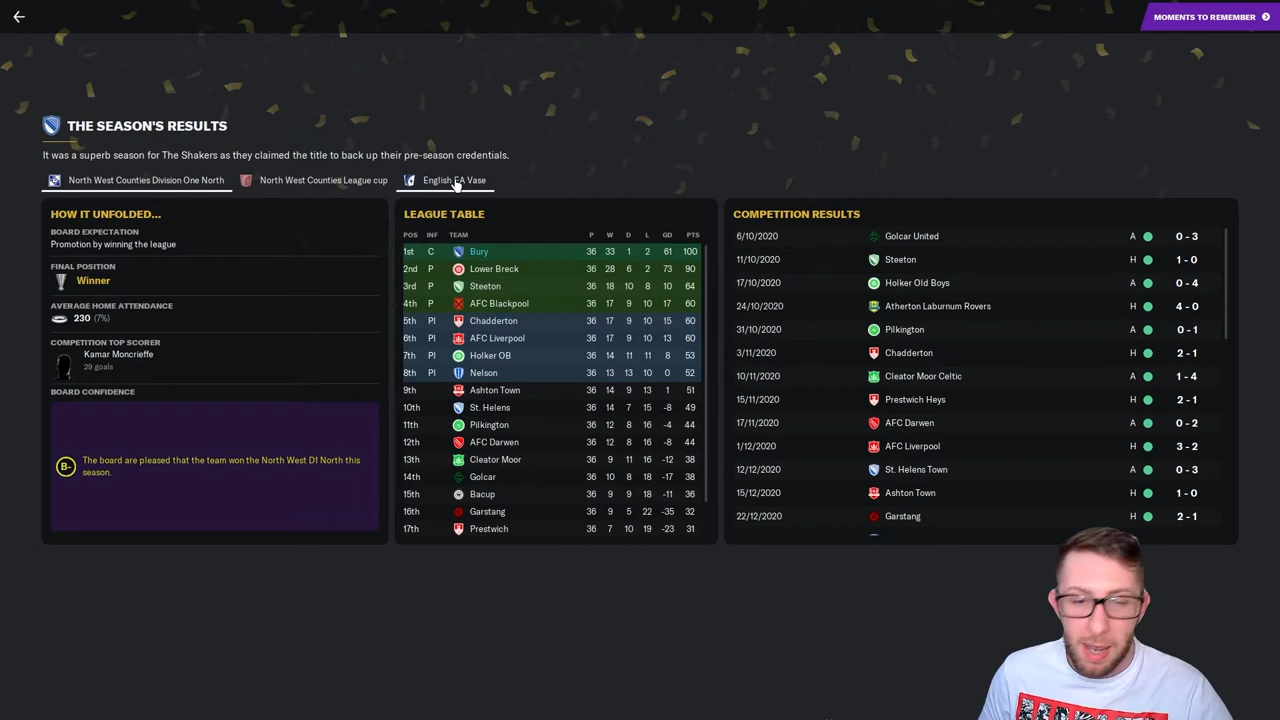 MOMENTS TO REMEMBER
THE SEASON'S RESULTS
It was a superb season for The Shakers as they claimed the title to back up their pre-season credentials.
North West Counties Division One North North West Counties League cup English FA Vase
HOW IT UNFOLDED...
BOARD EXPECTATION
Promotion by winning the league
FINAL POSITION
Winner
AVERAGE HOME ATTENDANCE
230 (7%)
COMPETITION TOP SCORER
Kamar Moncrieffe
29 goals
BOARD CONFIDENCE
B-
The board are pleased that the team won the North West D1 North this
season.
LEAGUE TABLE
POS INF TEAM P W D L GD PTS
1st C Bury 36 33 1 2 61 100
2nd P Lower Breck 36 28 6 2 73 90
3rd P Steeton 36 18 10 8 10 64
4th P AFC Blackpool 36 17 9 10 17 60
5th Pl Chadderton 36 17 9 10 15 60
6th Pl AFC Liverpool 36 17 9 10 13 60
7th Pl Holker OB 36 14 11 11 8 53
8th Pl Nelson 36 13 13 10 0 52
9th Ashton Town 36 14 9 13 1 51
10th St. Helens 36 14 7 15 -8 49
11th Pilkington 36 12 8 16 -4 44
12th AFC Darwen 36 12 8 16 -8 44
13th Cleator Moor 36 9 11 16 -12 38
14th Golcar 36 10 8 18 -17 38
15th Bacup 36 9 9 18 -11 36
16th Garstang 36 9 5 22 -35 32
17th Prestwich 36 7 10 19 -23 31
COMPETITION RESULTS
6/10/2020 Golcar United A 0 - 3
11/10/2020 Steeton H 1 - 0
17/10/2020 Holker Old Boys A 0 - 4
24/10/2020 Atherton Laburnum Rovers H 4 - 0
31/10/2020 Pilkington A 0 - 1
3/11/2020 Chadderton H 2 - 1
10/11/2020 Cleator Moor Celtic A 1 - 4
15/11/2020 Prestwich Heys H 2 - 1
17/11/2020 AFC Darwen A 0 - 2
1/12/2020 AFC Liverpool H 3 - 2
12/12/2020 St. Helens Town A 0 - 3
15/12/2020 Ashton Town H 1 - 0
22/12/2020 Garstang H 2 - 1